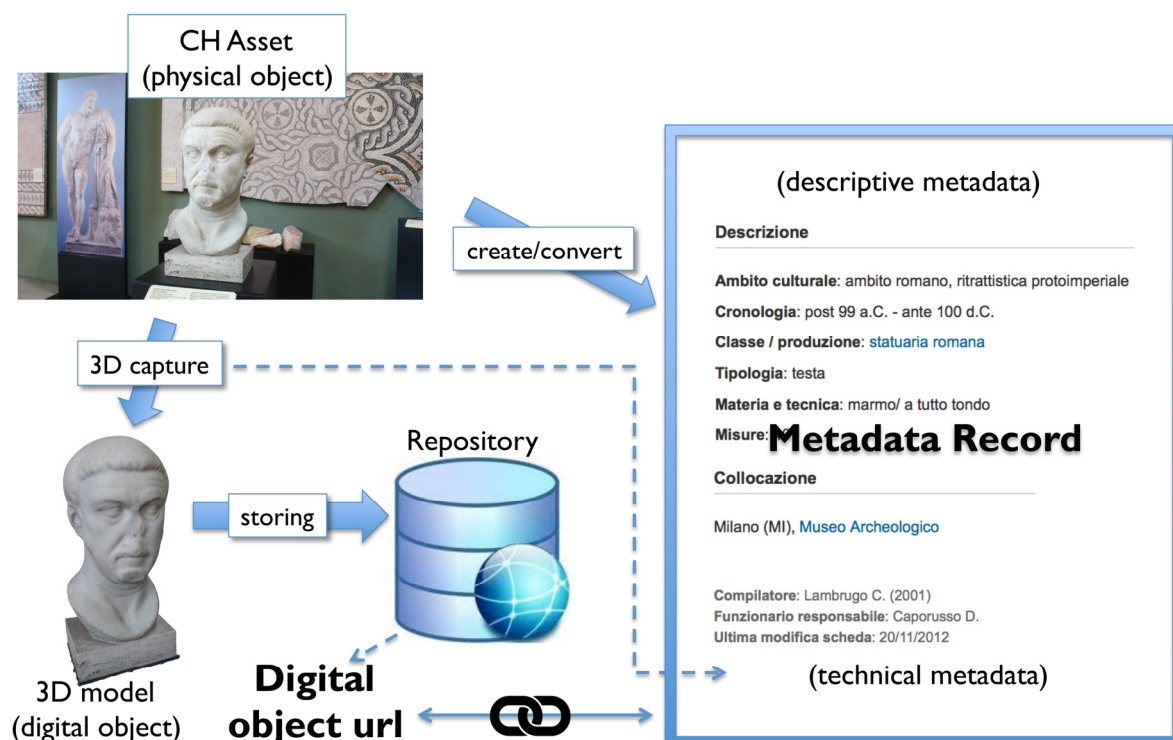 CH Asset
(physical object)
create/convert
3D capture
3D model
(digital object)
storing
Repository
Digital
object url
(descriptive metadata)
Descrizione
Ambito culturale: ambito romano, ritrattistica protoimperiale
Cronologia: post 99 a.C. - ante 100 d.C.
Classe / produzione: statuaria romana
Tipologia: testa
Materia e tecnica: marmo/ a tutto tondo
Misure:
Metadata Record
Collocazione
Milano (MI), Museo Archeologico
Compilatore: Lambrugo C. (2001)
Funzionario responsabile: Caporusso D.
Ultima modifica scheda: 20/11/2012
(technical metadata)